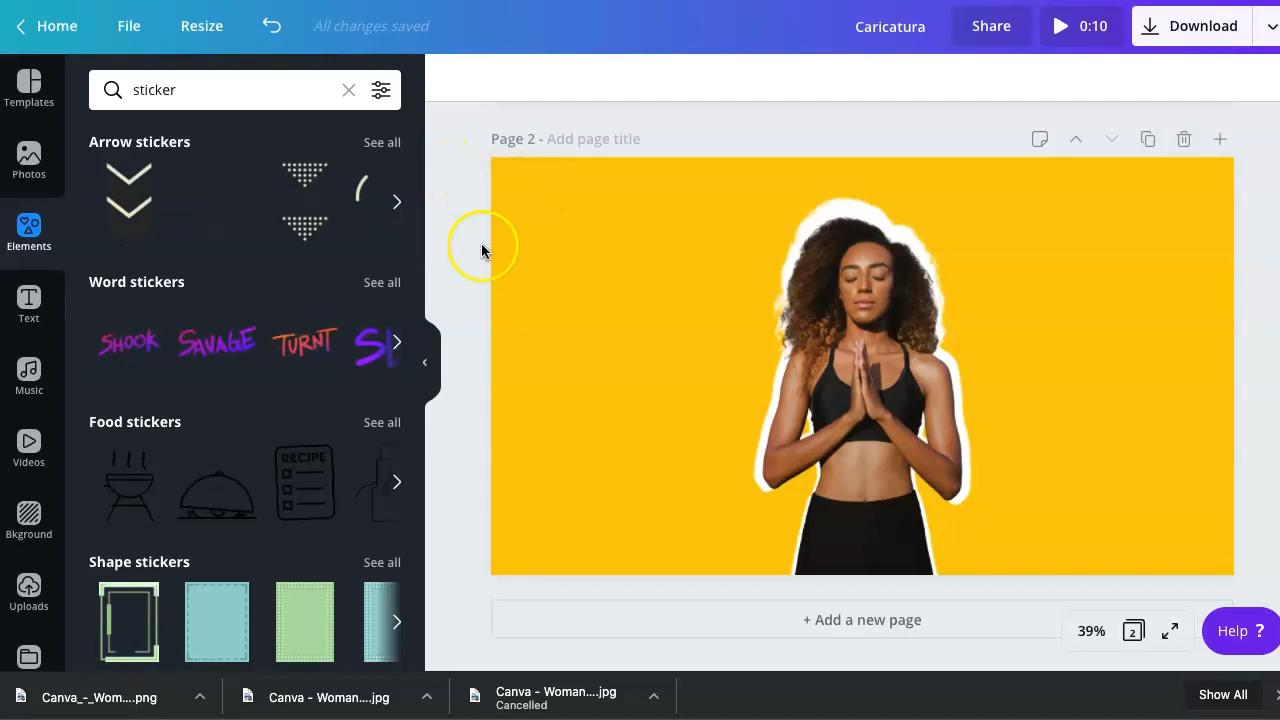 Home
File
Resize
All changes saved
Caricatura
Share
0:10
Download
Templates
Photos
Elements
Text
Music
Videos
Bkground
Uploads
sticker
Arrow stickers
See all
Word stickers
See all
SHOOK
SAVAGE
TURNT
Food stickers
See all
RECIPE
Shape stickers
See all
Page 2 - Add page title
+ Add a new page
39%
2
Help ?
Canva_-_Wom....png
Canva - Woman....jpg
Canva - Woman....jpg
Cancelled
Show All